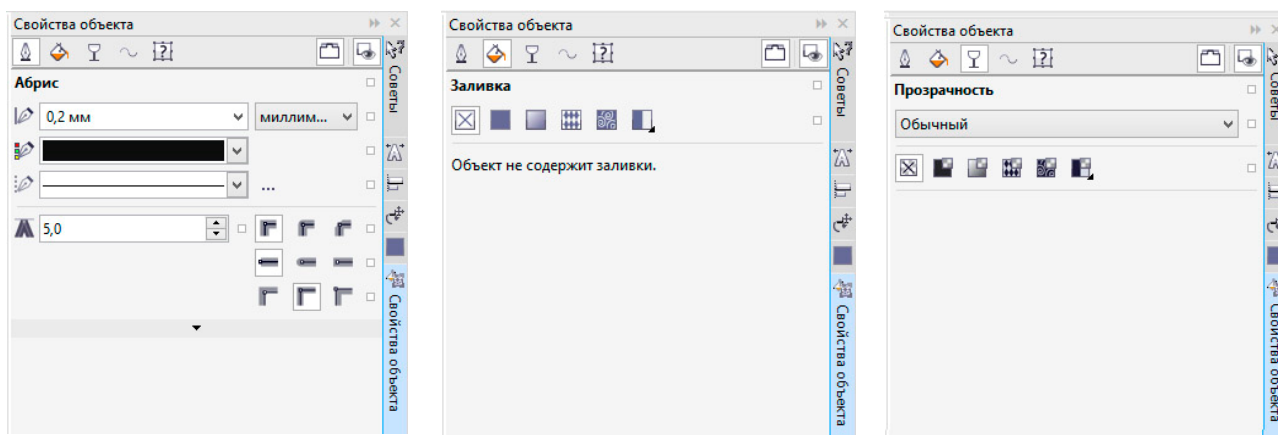 Свойства объекта
Абрис
0,2 мм
миллим...
...
5,0
Советы
Свойства объекта
Свойства объекта
Заливка
Объект не содержит заливки.
Советы
Свойства объекта
Свойства объекта
Прозрачность
Обычный
Советы
Свойства объекта